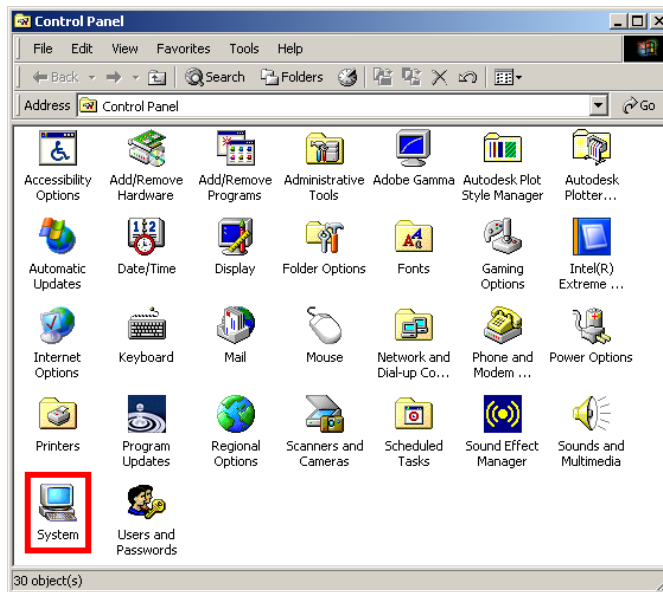 Control Panel
File Edit View Favorites Tools Help
Back Search Folders
Address Control Panel Go
Accessibility Options
Add/Remove Hardware
Add/Remove Programs
Administrative Tools
Adobe Gamma
Autodesk Plot Style Manager
Autodesk Plotter...
Automatic Updates
Date/Time
Display
Folder Options
Fonts
Gaming Options
Intel(R) Extreme ...
Internet Options
Keyboard
Mail
Mouse
Network and Dial-up Co...
Phone and Modem ...
Power Options
Printers
Program Updates
Regional Options
Scanners and Cameras
Scheduled Tasks
Sound Effect Manager
Sounds and Multimedia
System
Users and Passwords
30 object(s)